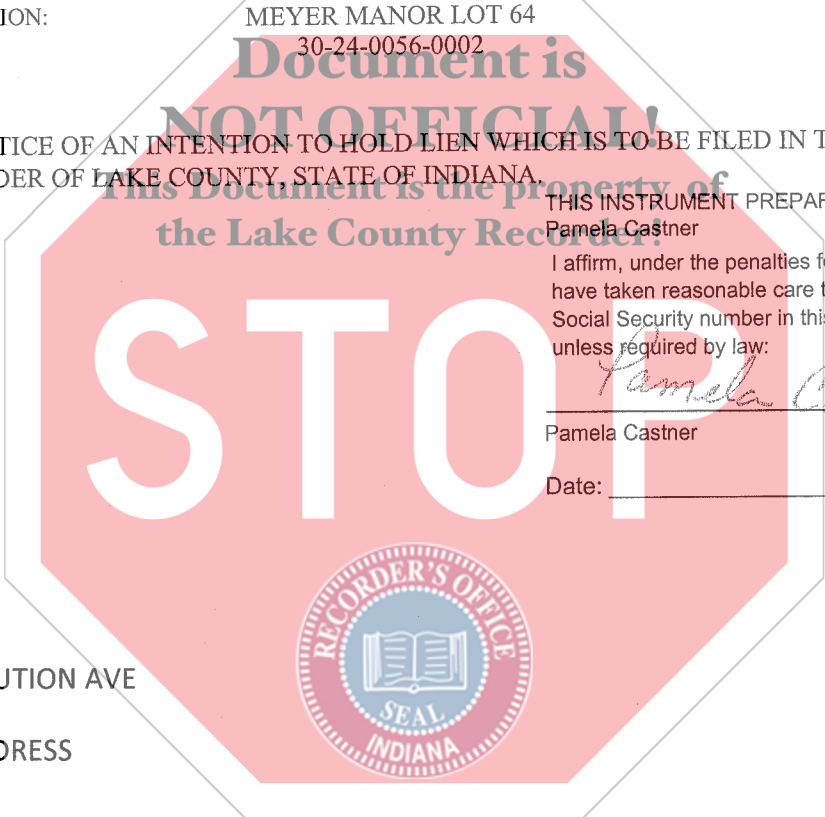 ION:
MEYER MANOR LOT 64
30-24-0056-0002
Document is
NOT OFFICIAL!
TICE OF AN INTENTION TO HOLD LIEN WHICH IS TO BE FILED IN T
DER OF LAKE COUNTY, STATE OF INDIANA.
This Document is the property of
the Lake County Recorder!
THIS INSTRUMENT PREPAR
Pamela Castner
I affirm, under the penalties f
have taken reasonable care t
Social Security number in this
unless required by law:
Pamela C
Pamela Castner
Date:
STOP
RECORDER'S OFFICE
SEAL
INDIANA
UTION AVE
DRESS